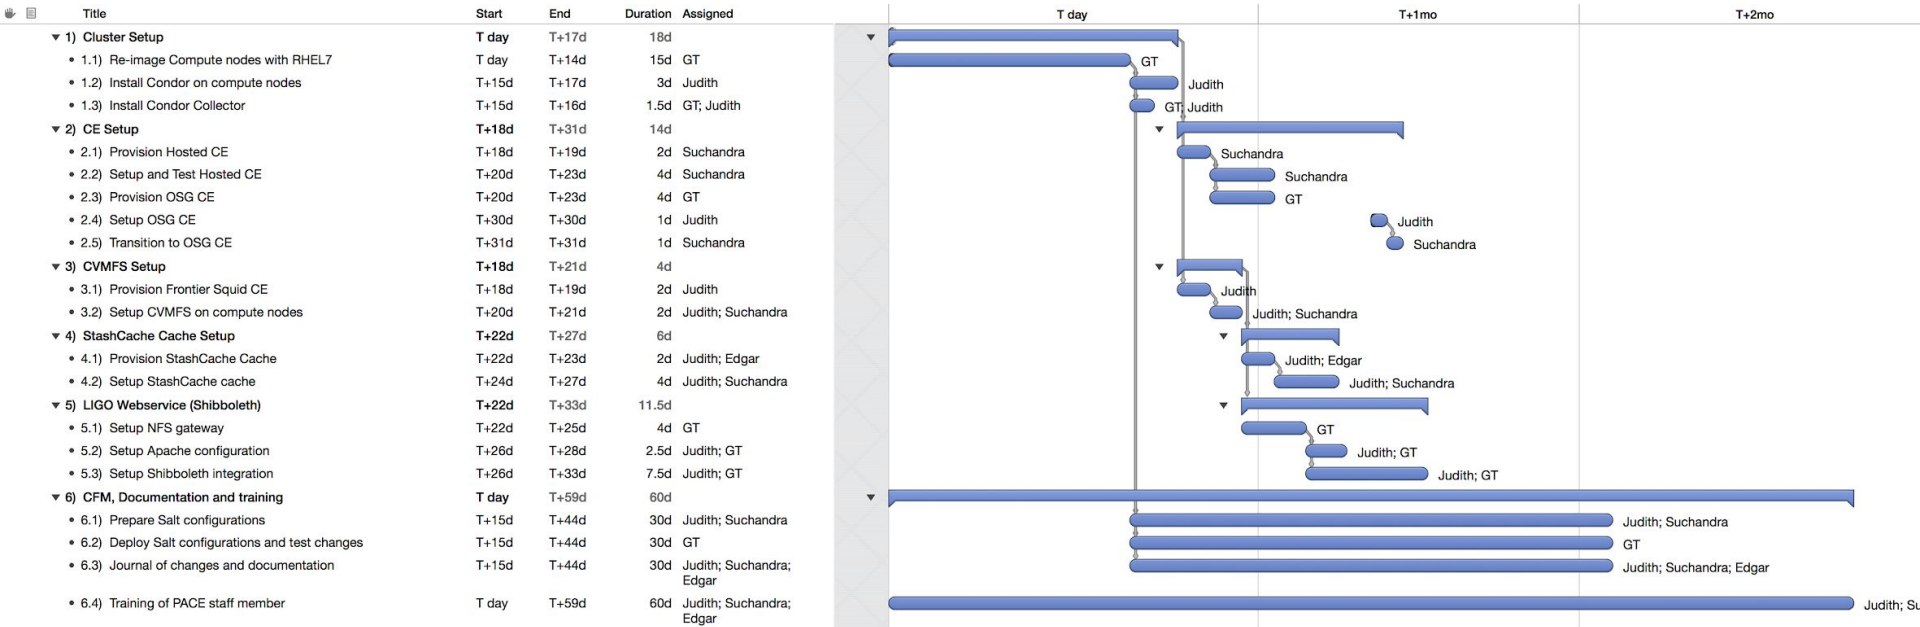 Title Start End Duration Assigned T day T+1mo T+2mo
1) Cluster Setup T day T+17d 18d
1.1) Re-image Compute nodes with RHEL7 T day T+14d 15d GT GT
1.2) Install Condor on compute nodes T+15d T+17d 3d Judith Judith
1.3) Install Condor Collector T+15d T+16d 1.5d GT; Judith GT; Judith
2) CE Setup T+18d T+31d 14d
2.1) Provision Hosted CE T+18d T+19d 2d Suchandra Suchandra
2.2) Setup and Test Hosted CE T+20d T+23d 4d Suchandra Suchandra
2.3) Provision OSG CE T+20d T+23d 4d GT GT
2.4) Setup OSG CE T+30d T+30d 1d Judith Judith
2.5) Transition to OSG CE T+31d T+31d 1d Suchandra Suchandra
3) CVMFS Setup T+18d T+21d 4d
3.1) Provision Frontier Squid CE T+18d T+19d 2d Judith Judith
3.2) Setup CVMFS on compute nodes T+20d T+21d 2d Judith; Suchandra Judith; Suchandra
4) StashCache Cache Setup T+22d T+27d 6d
4.1) Provision StashCache Cache T+22d T+23d 2d Judith; Edgar Judith; Edgar
4.2) Setup StashCache cache T+24d T+27d 4d Judith; Suchandra Judith; Suchandra
5) LIGO Webservice (Shibboleth) T+22d T+33d 11.5d
5.1) Setup NFS gateway T+22d T+25d 4d GT GT
5.2) Setup Apache configuration T+26d T+28d 2.5d Judith; GT Judith; GT
5.3) Setup Shibboleth integration T+26d T+33d 7.5d Judith; GT Judith; GT
6) CFM, Documentation and training T day T+59d 60d
6.1) Prepare Salt configurations T+15d T+44d 30d Judith; Suchandra Judith; Suchandra
6.2) Deploy Salt configurations and test changes T+15d T+44d 30d GT GT
6.3) Journal of changes and documentation T+15d T+44d 30d Judith; Suchandra; Judith; Suchandra; Edgar
Edgar
6.4) Training of PACE staff member T day T+59d 60d Judith; Suchandra; Judith; Su
Edgar